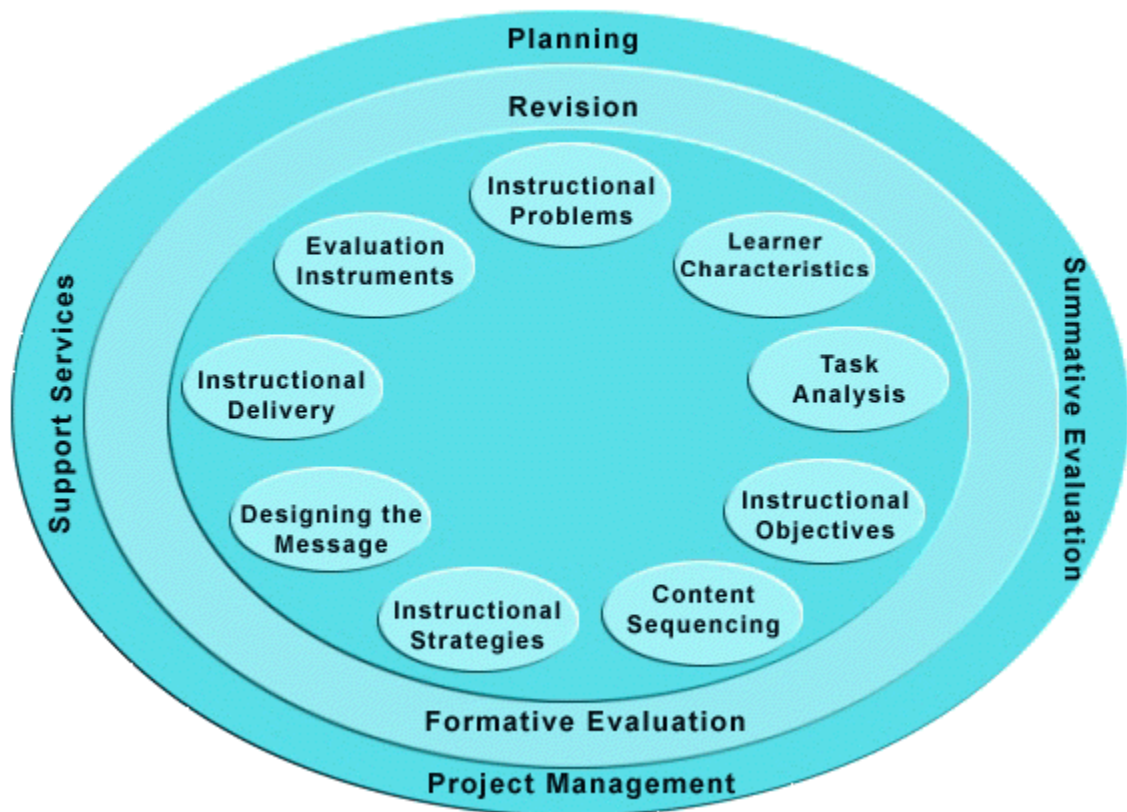 Planning
Revision
Instructional
Problems
Learner
Characteristics
Task
Analysis
Instructional
Objectives
Content
Sequencing
Instructional
Strategies
Designing the
Message
Instructional
Delivery
Evaluation
Instruments
Formative Evaluation
Support Services
Summative Evaluation
Project Management